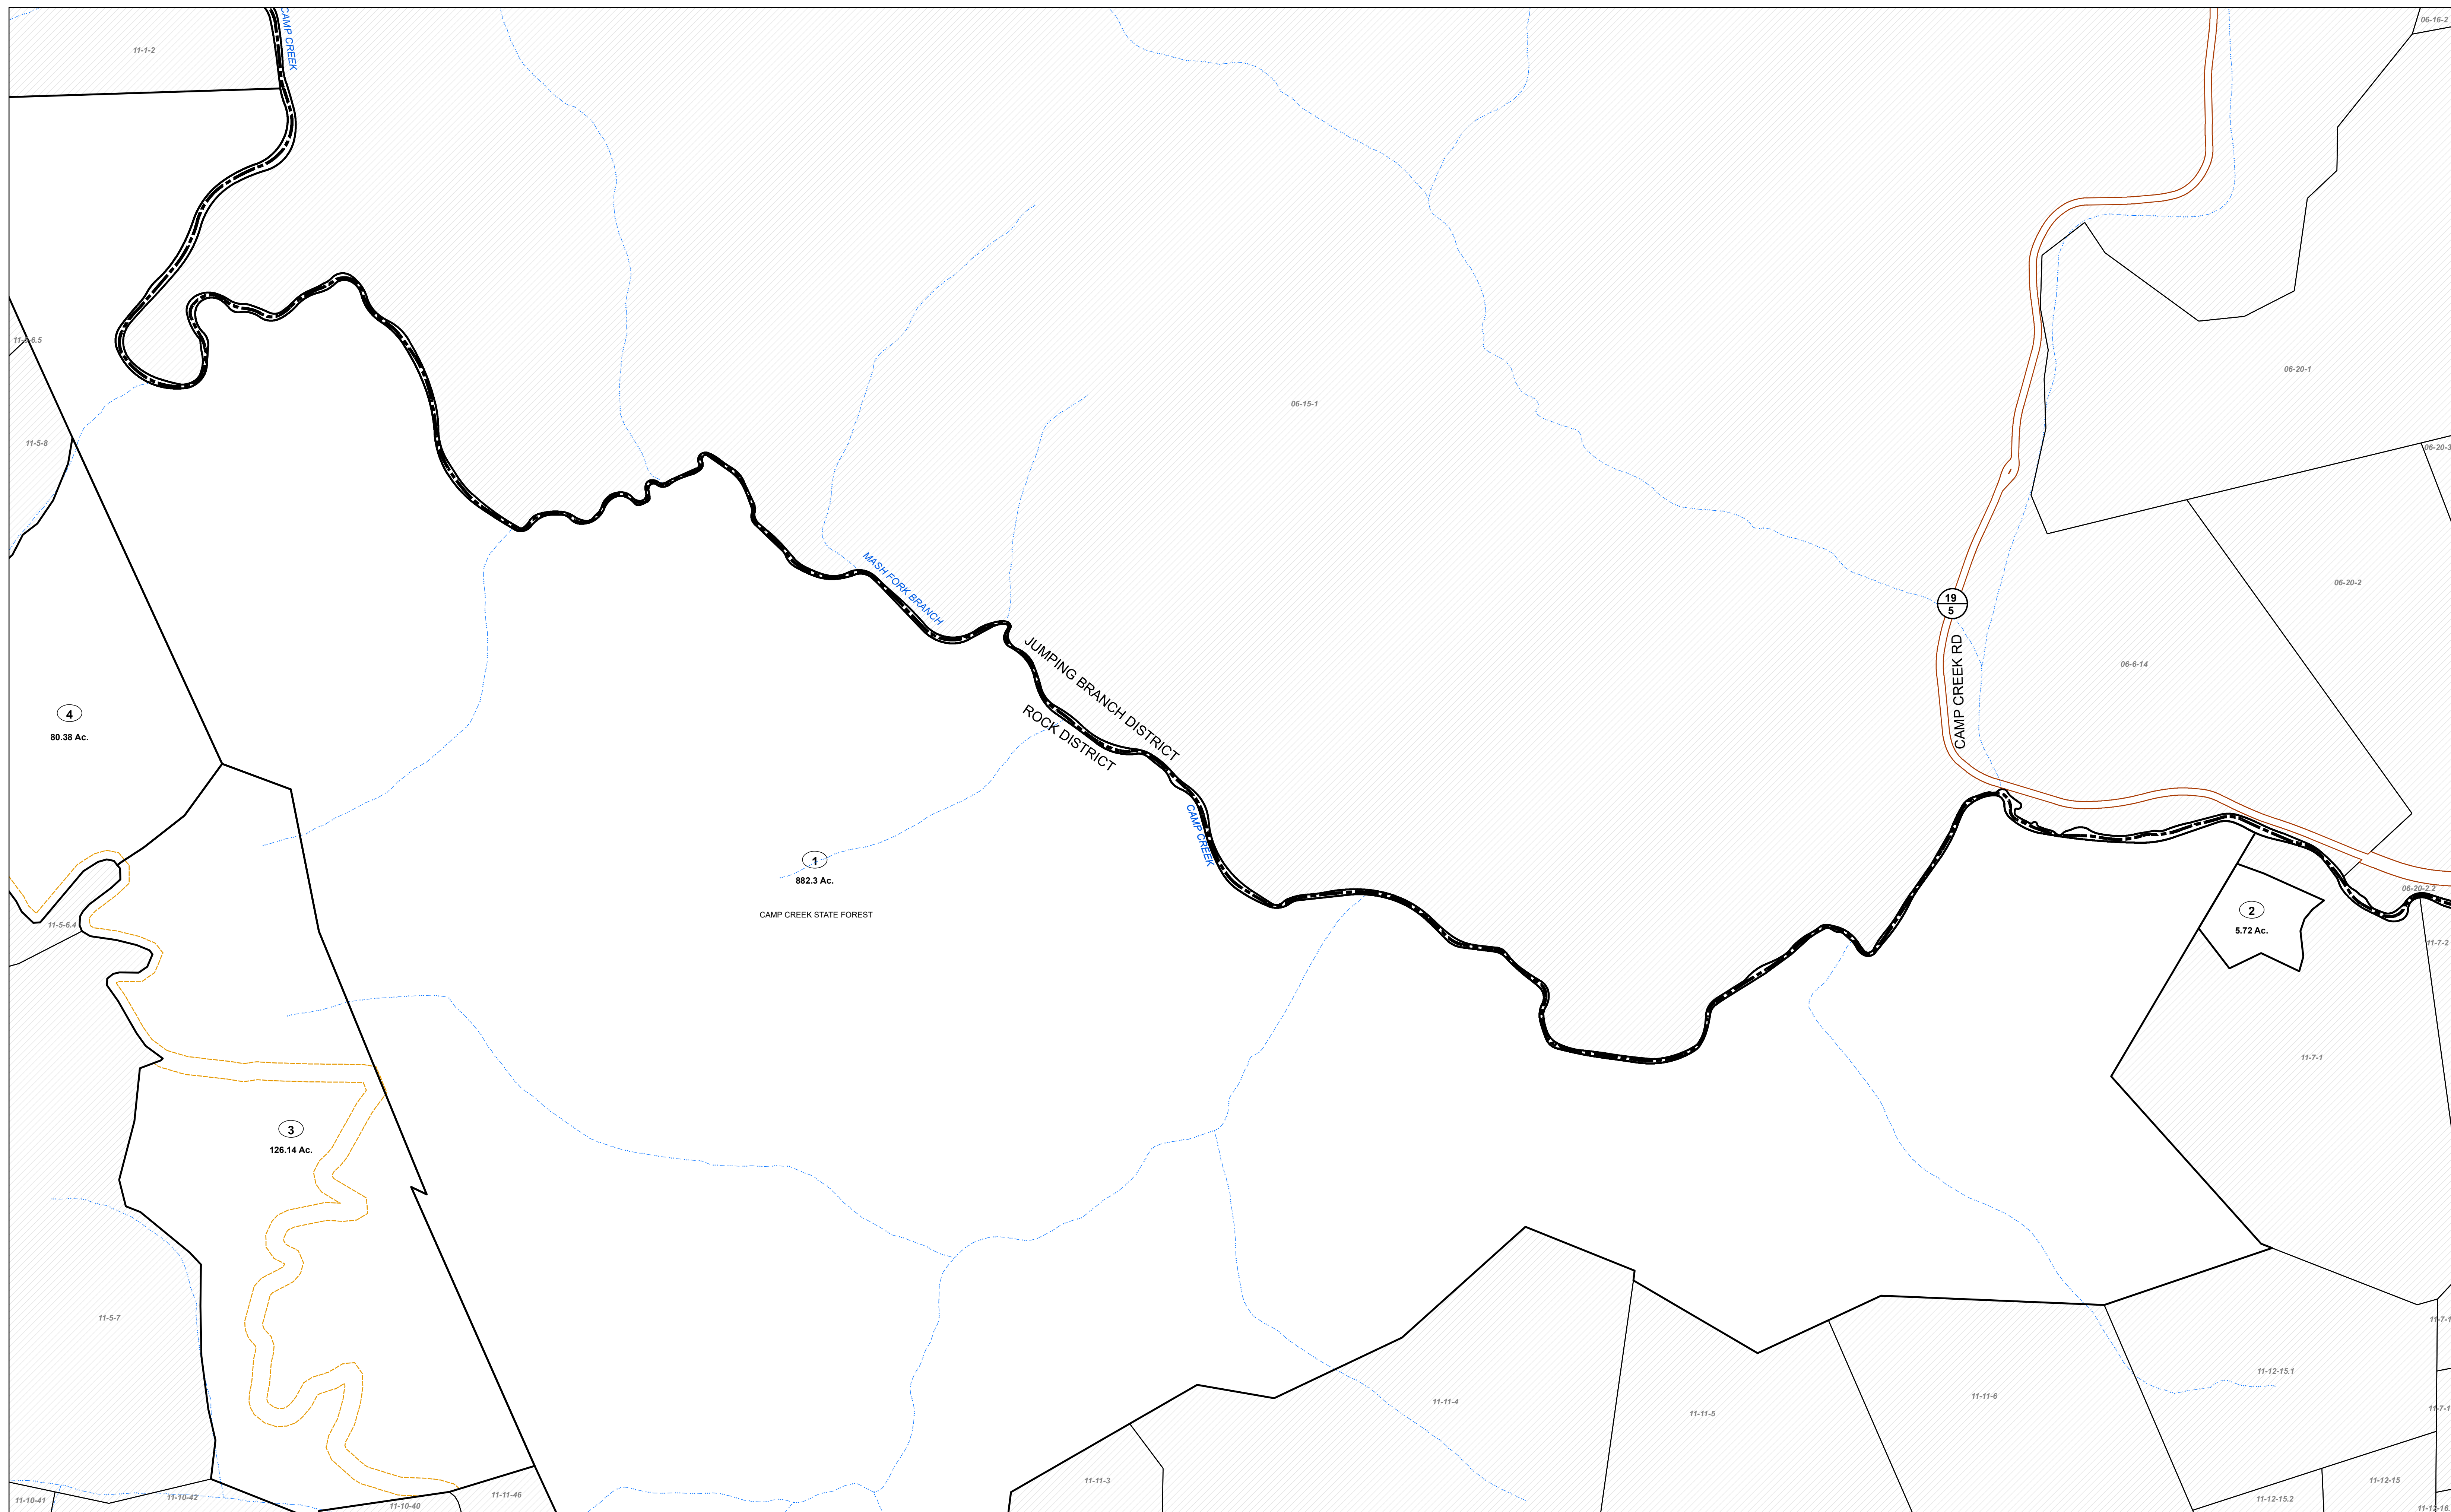 CAMP CREEK
06-16-2
11-1-2
11-5-6.5
06-20-1
06-15-1
11-5-8
06-20-3
MASH FORK BRANCH
06-20-2
19
5
JUMPING BRANCH DISTRICT
ROCK DISTRICT
CAMP CREEK RD
06-6-14
4
80.38 Ac.
CAMP CREEK
1
882.3 Ac.
CAMP CREEK STATE FOREST
06-20-2.2
2
5.72 Ac.
11-5-6.4
11-7-2
11-7-1
3
126.14 Ac.
11-5-7
11-12-15.1
11-11-6
11-11-4
11-11-5
11-11-3
11-12-15
11-11-46
11-10-41
11-10-42
11-10-40
11-12-15.2